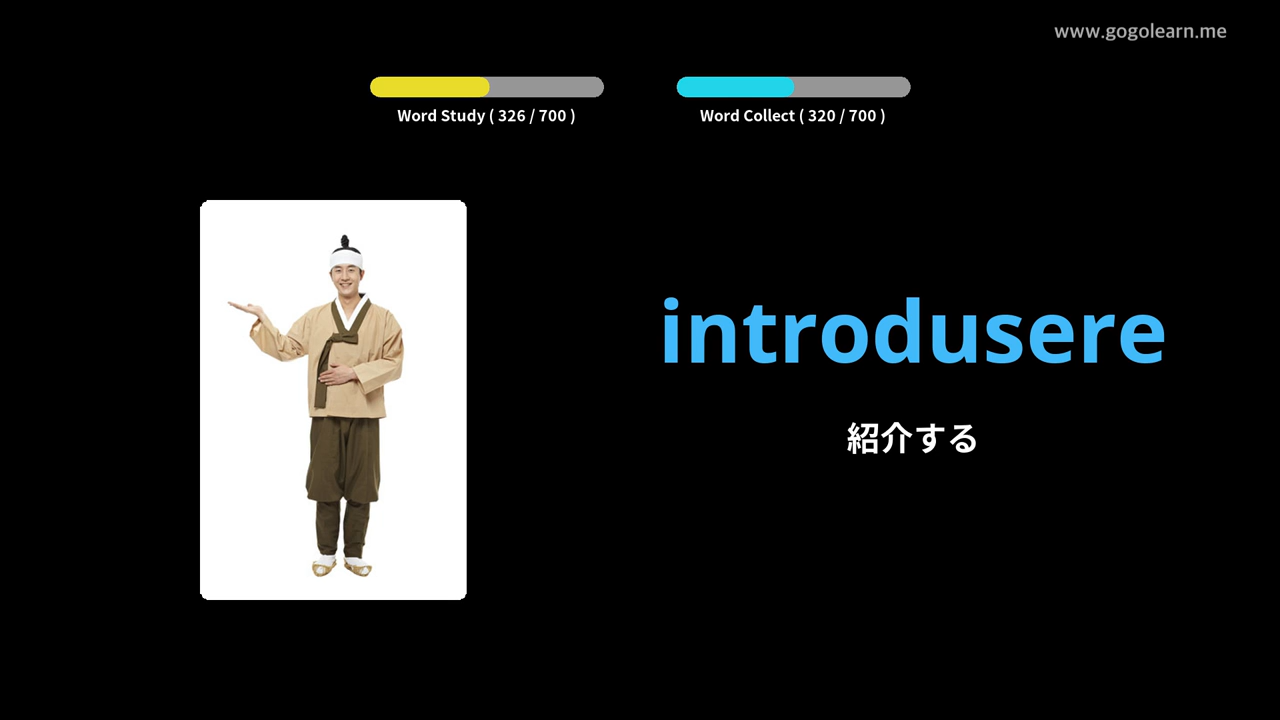 www.gogolearn.me
Word Study ( 326 / 700 )
Word Collect ( 320 / 700 )
introdusere
紹介する